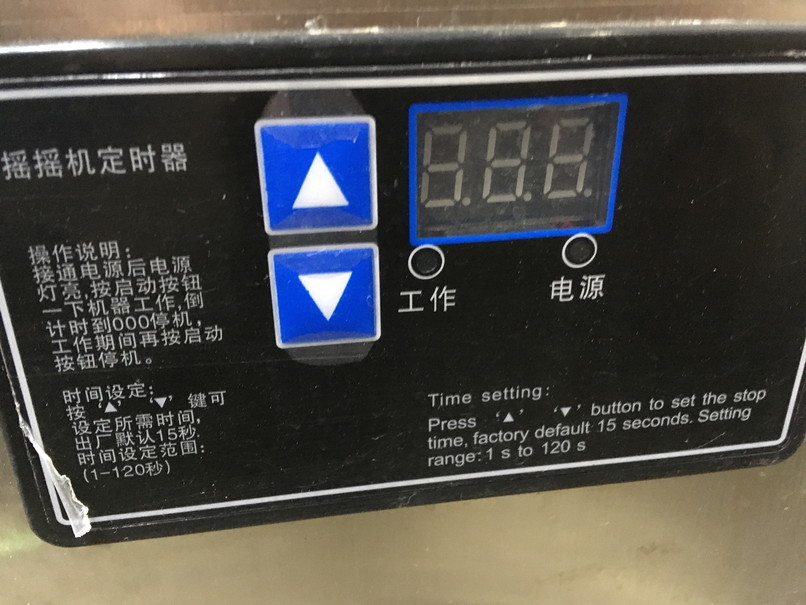 摇摇机定时器
操作说明：
接通电源后电源
灯亮，按启动按钮
一下机器工作，倒
计时到000停机，
工作期间再按启动
按钮停机。
时间设定：
按 ‘▲’ ‘▼’ 键可
设定所需时间，
出厂默认15秒.
时间设定范围：
(1-120秒)
工作
电源
Time setting:
Press ‘▲’ ‘▼’ button to set the stop
time, factory default 15 seconds. Setting
range: 1 s to 120 s